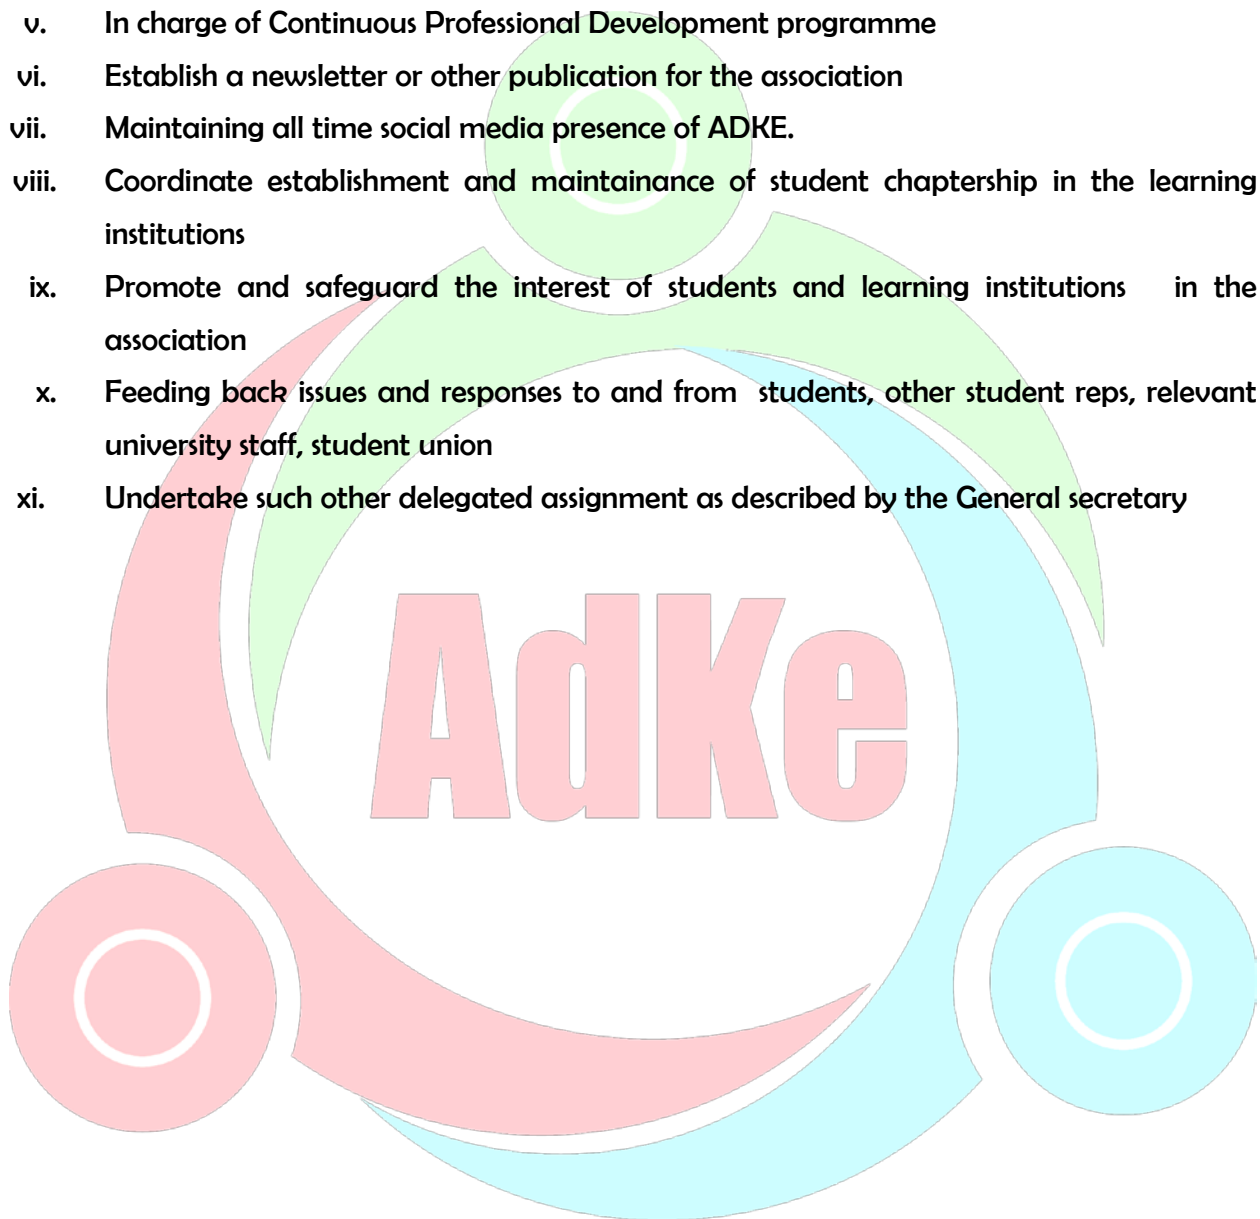 v. In charge of Continuous Professional Development programme
vi. Establish a newsletter or other publication for the association
vii. Maintaining all time social media presence of ADKE.
viii. Coordinate establishment and maintainance of student chaptership in the learning
institutions
ix. Promote and safeguard the interest of students and learning institutions in the
association
x. Feeding back issues and responses to and from students, other student reps, relevant
university staff, student union
xi. Undertake such other delegated assignment as described by the General secretary
AdKe